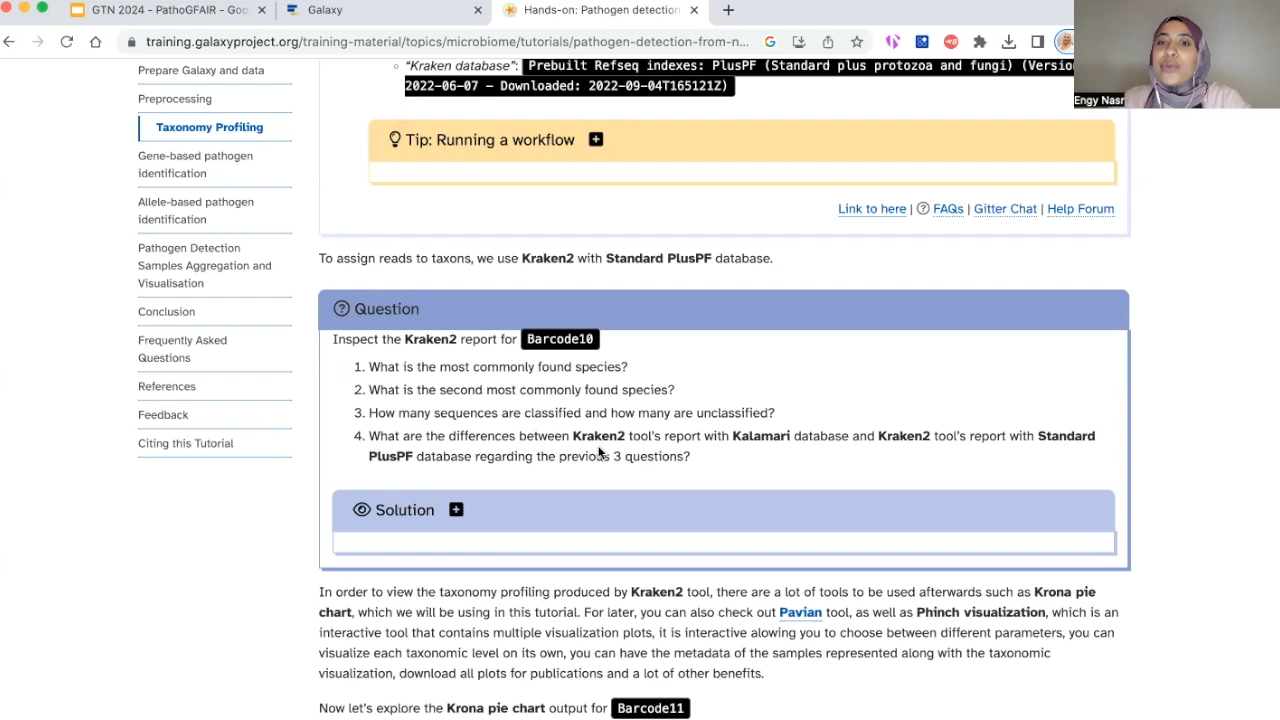 GTN 2024 - PathoGFAIR - Goo
Galaxy
Hands-on: Pathogen detection
training.galaxyproject.org/training-material/topics/microbiome/tutorials/pathogen-detection-from-n...
Engy Nasr
Prepare Galaxy and data
Preprocessing
Taxonomy Profiling
Gene-based pathogen
identification
Allele-based pathogen
identification
Pathogen Detection
Samples Aggregation and
Visualisation
Conclusion
Frequently Asked
Questions
References
Feedback
Citing this Tutorial
"Kraken database": Prebuilt Refseq indexes: PlusPF (Standard plus protozoa and fungi) (Versio
2022-06-07 – Downloaded: 2022-09-04T165121Z)
Tip: Running a workflow
Link to here | FAQs | Gitter Chat | Help Forum
To assign reads to taxons, we use Kraken2 with Standard PlusPF database.
Question
Inspect the Kraken2 report for Barcode10
1. What is the most commonly found species?
2. What is the second most commonly found species?
3. How many sequences are classified and how many are unclassified?
4. What are the differences between Kraken2 tool's report with Kalamari database and Kraken2 tool's report with Standard
PlusPF database regarding the previous 3 questions?
Solution
In order to view the taxonomy profiling produced by Kraken2 tool, there are a lot of tools to be used afterwards such as Krona pie
chart, which we will be using in this tutorial. For later, you can also check out Pavian tool, as well as Phinch visualization, which is an
interactive tool that contains multiple visualization plots, it is interactive alowing you to choose between different parameters, you can
visualize each taxonomic level on its own, you can have the metadata of the samples represented along with the taxonomic
visualization, download all plots for publications and a lot of other benefits.
Now let's explore the Krona pie chart output for Barcode11